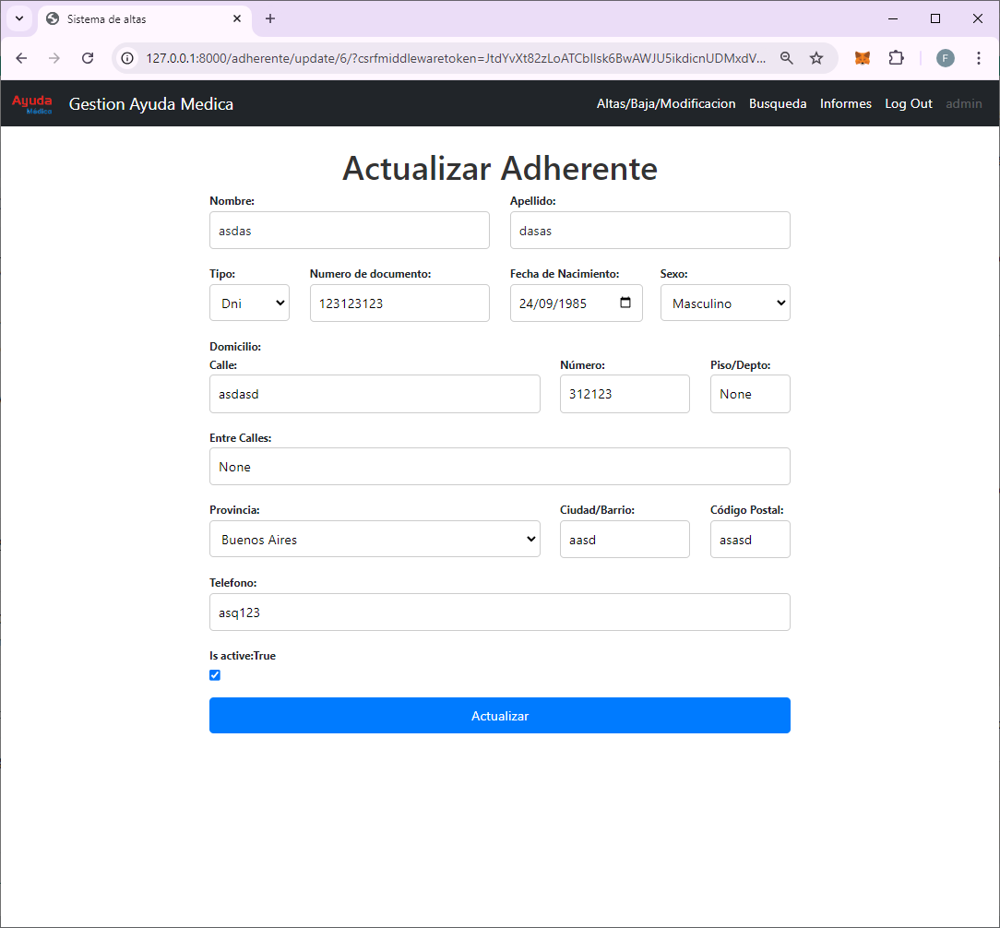 Sistema de altas
127.0.0.1:8000/adherente/update/6/?csrfmiddlewaretoken=JtdYvXt82zLoATCbIlsk6BwAWJU5ikdicnUDMxdV...
F
Ayuda
Médica
Gestion Ayuda Medica
Altas/Baja/Modificacion Busqueda Informes Log Out admin
Actualizar Adherente
Nombre: Apellido:
asdas dasas
Tipo: Numero de documento: Fecha de Nacimiento: Sexo:
Dni 123123123 24/09/1985 Masculino
Domicilio:
Calle: Número: Piso/Depto:
asdasd 312123 None
Entre Calles:
None
Provincia: Ciudad/Barrio: Código Postal:
Buenos Aires aasd asasd
Telefono:
asq123
Is active:True
Actualizar